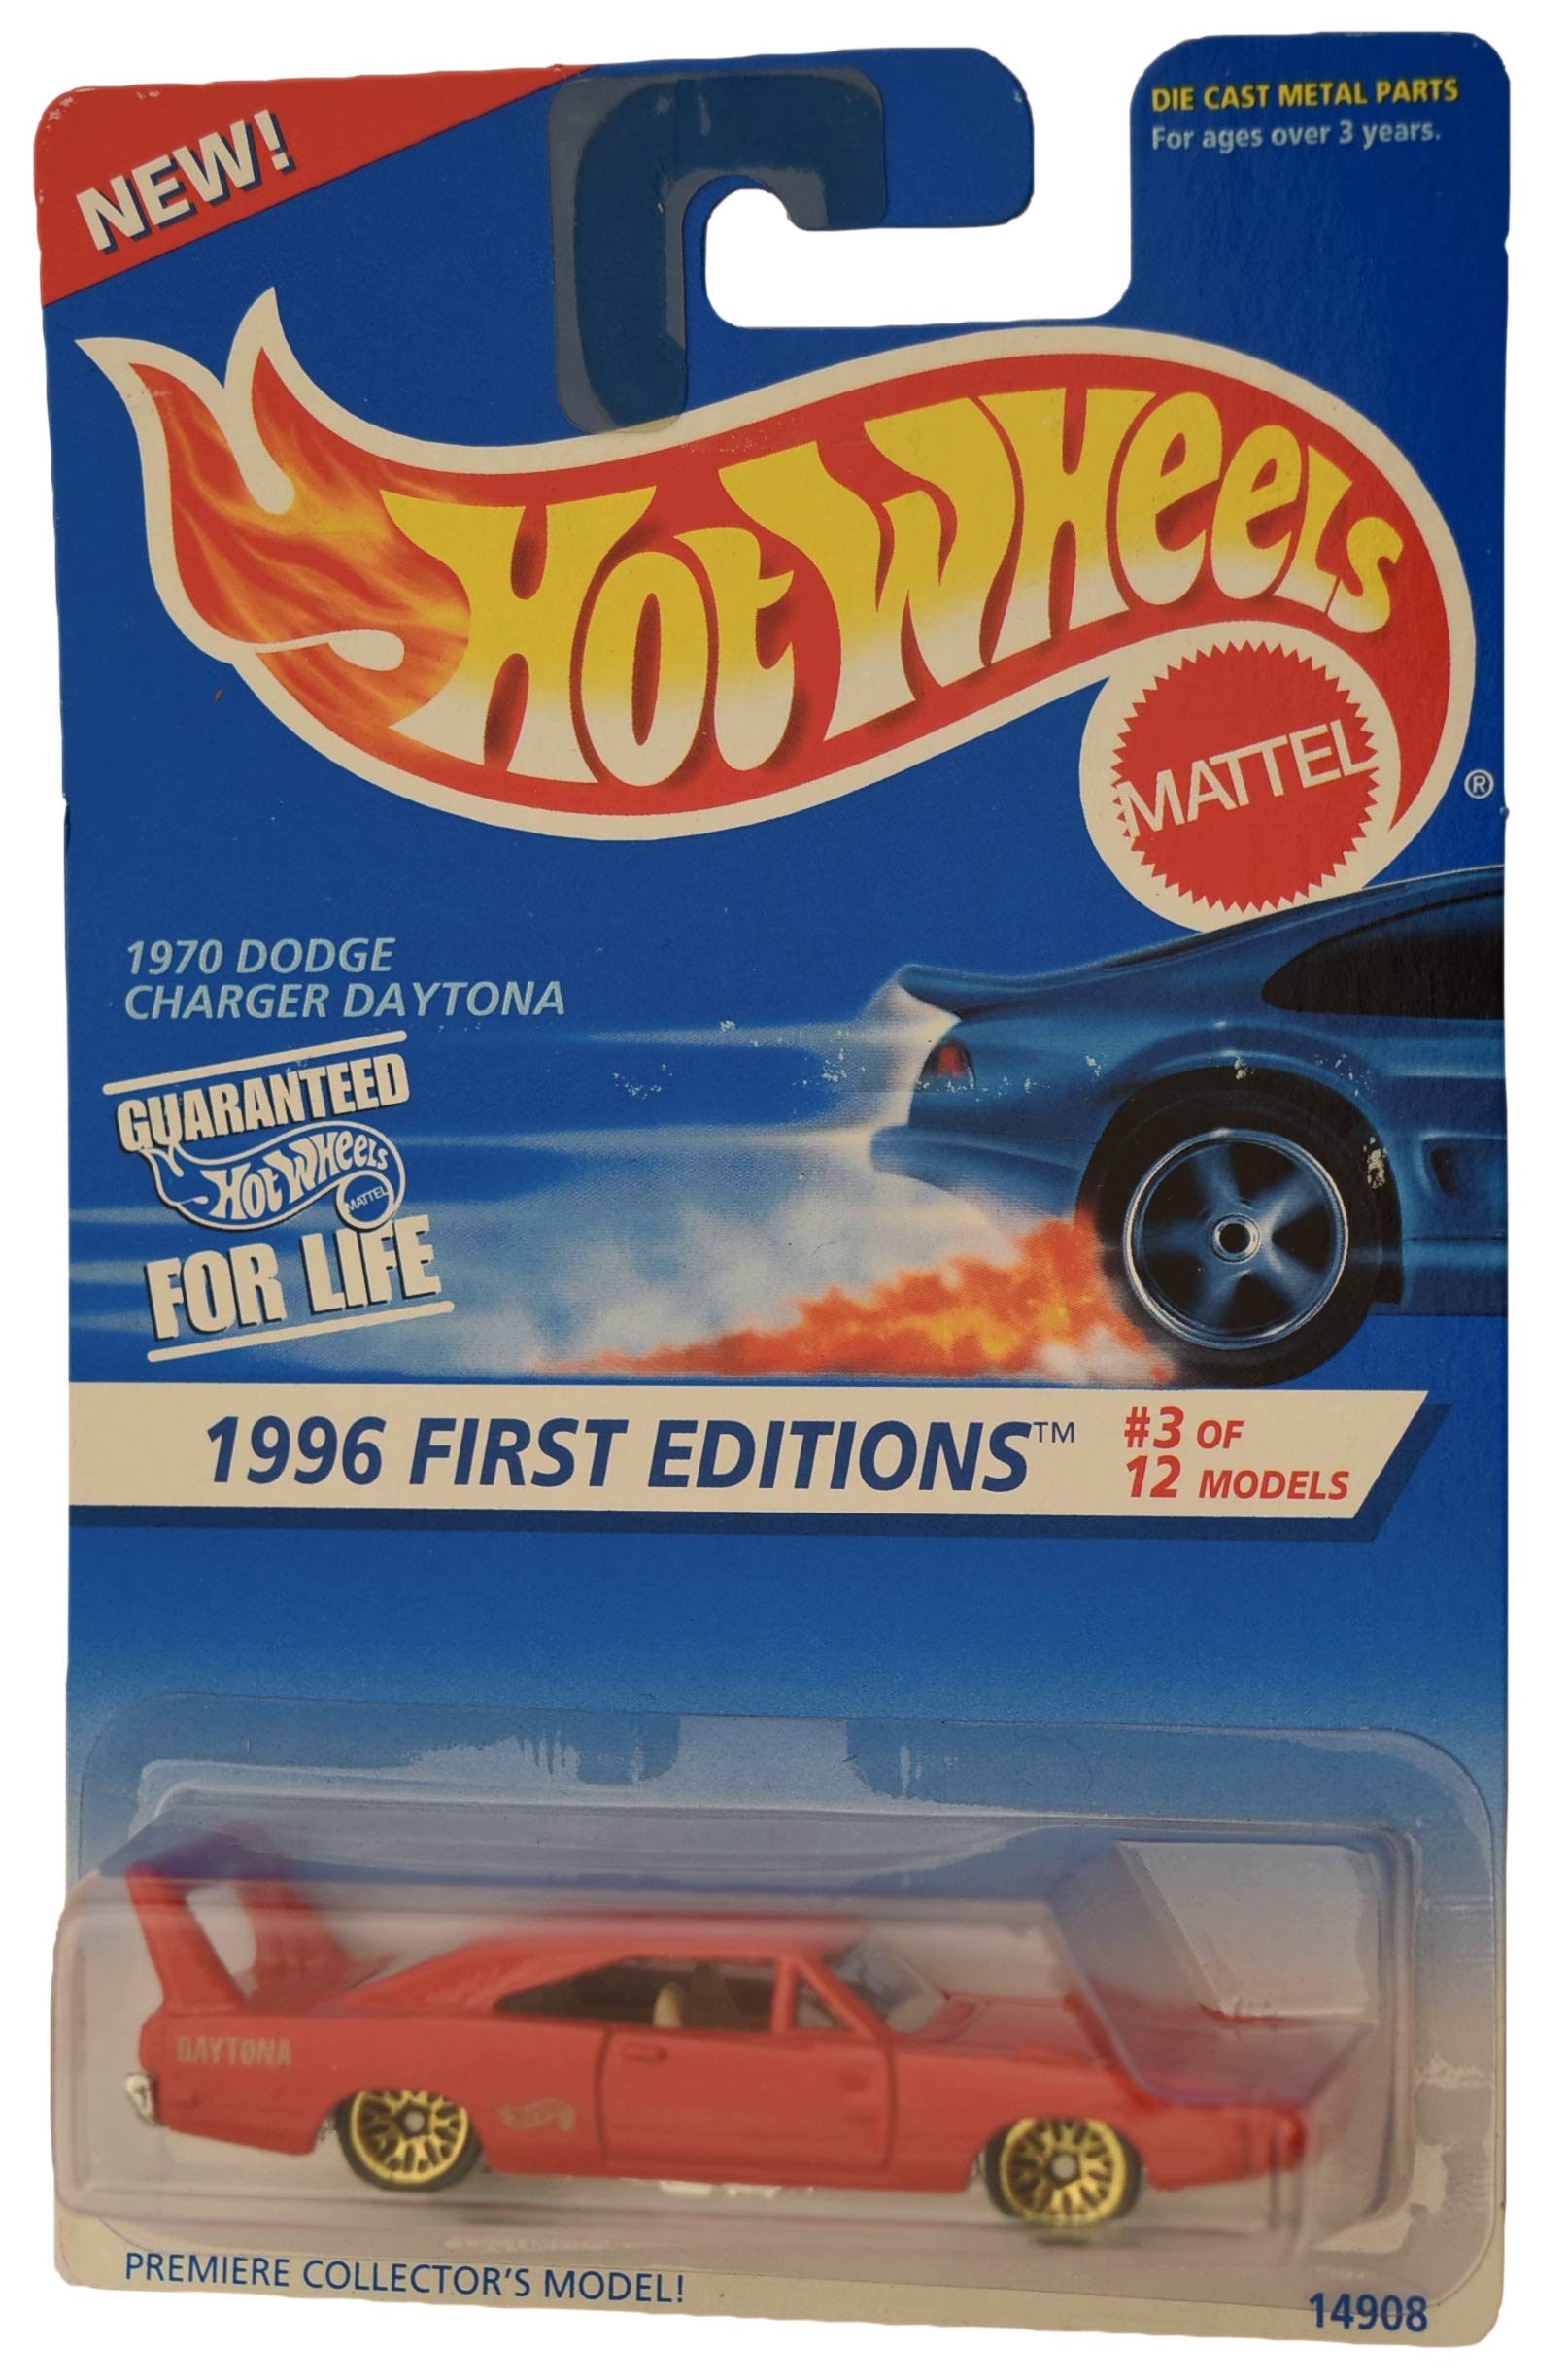 NEW!
DIE CAST METAL PARTS
For ages over 3 years.
HOT WHEELS
MATTEL
®
1970 DODGE
CHARGER DAYTONA
GUARANTEED
HOT WHEELS
MATTEL
FOR LIFE
1996 FIRST EDITIONS™
#3 OF
12 MODELS
DAYTONA
PREMIERE COLLECTOR'S MODEL!
14908